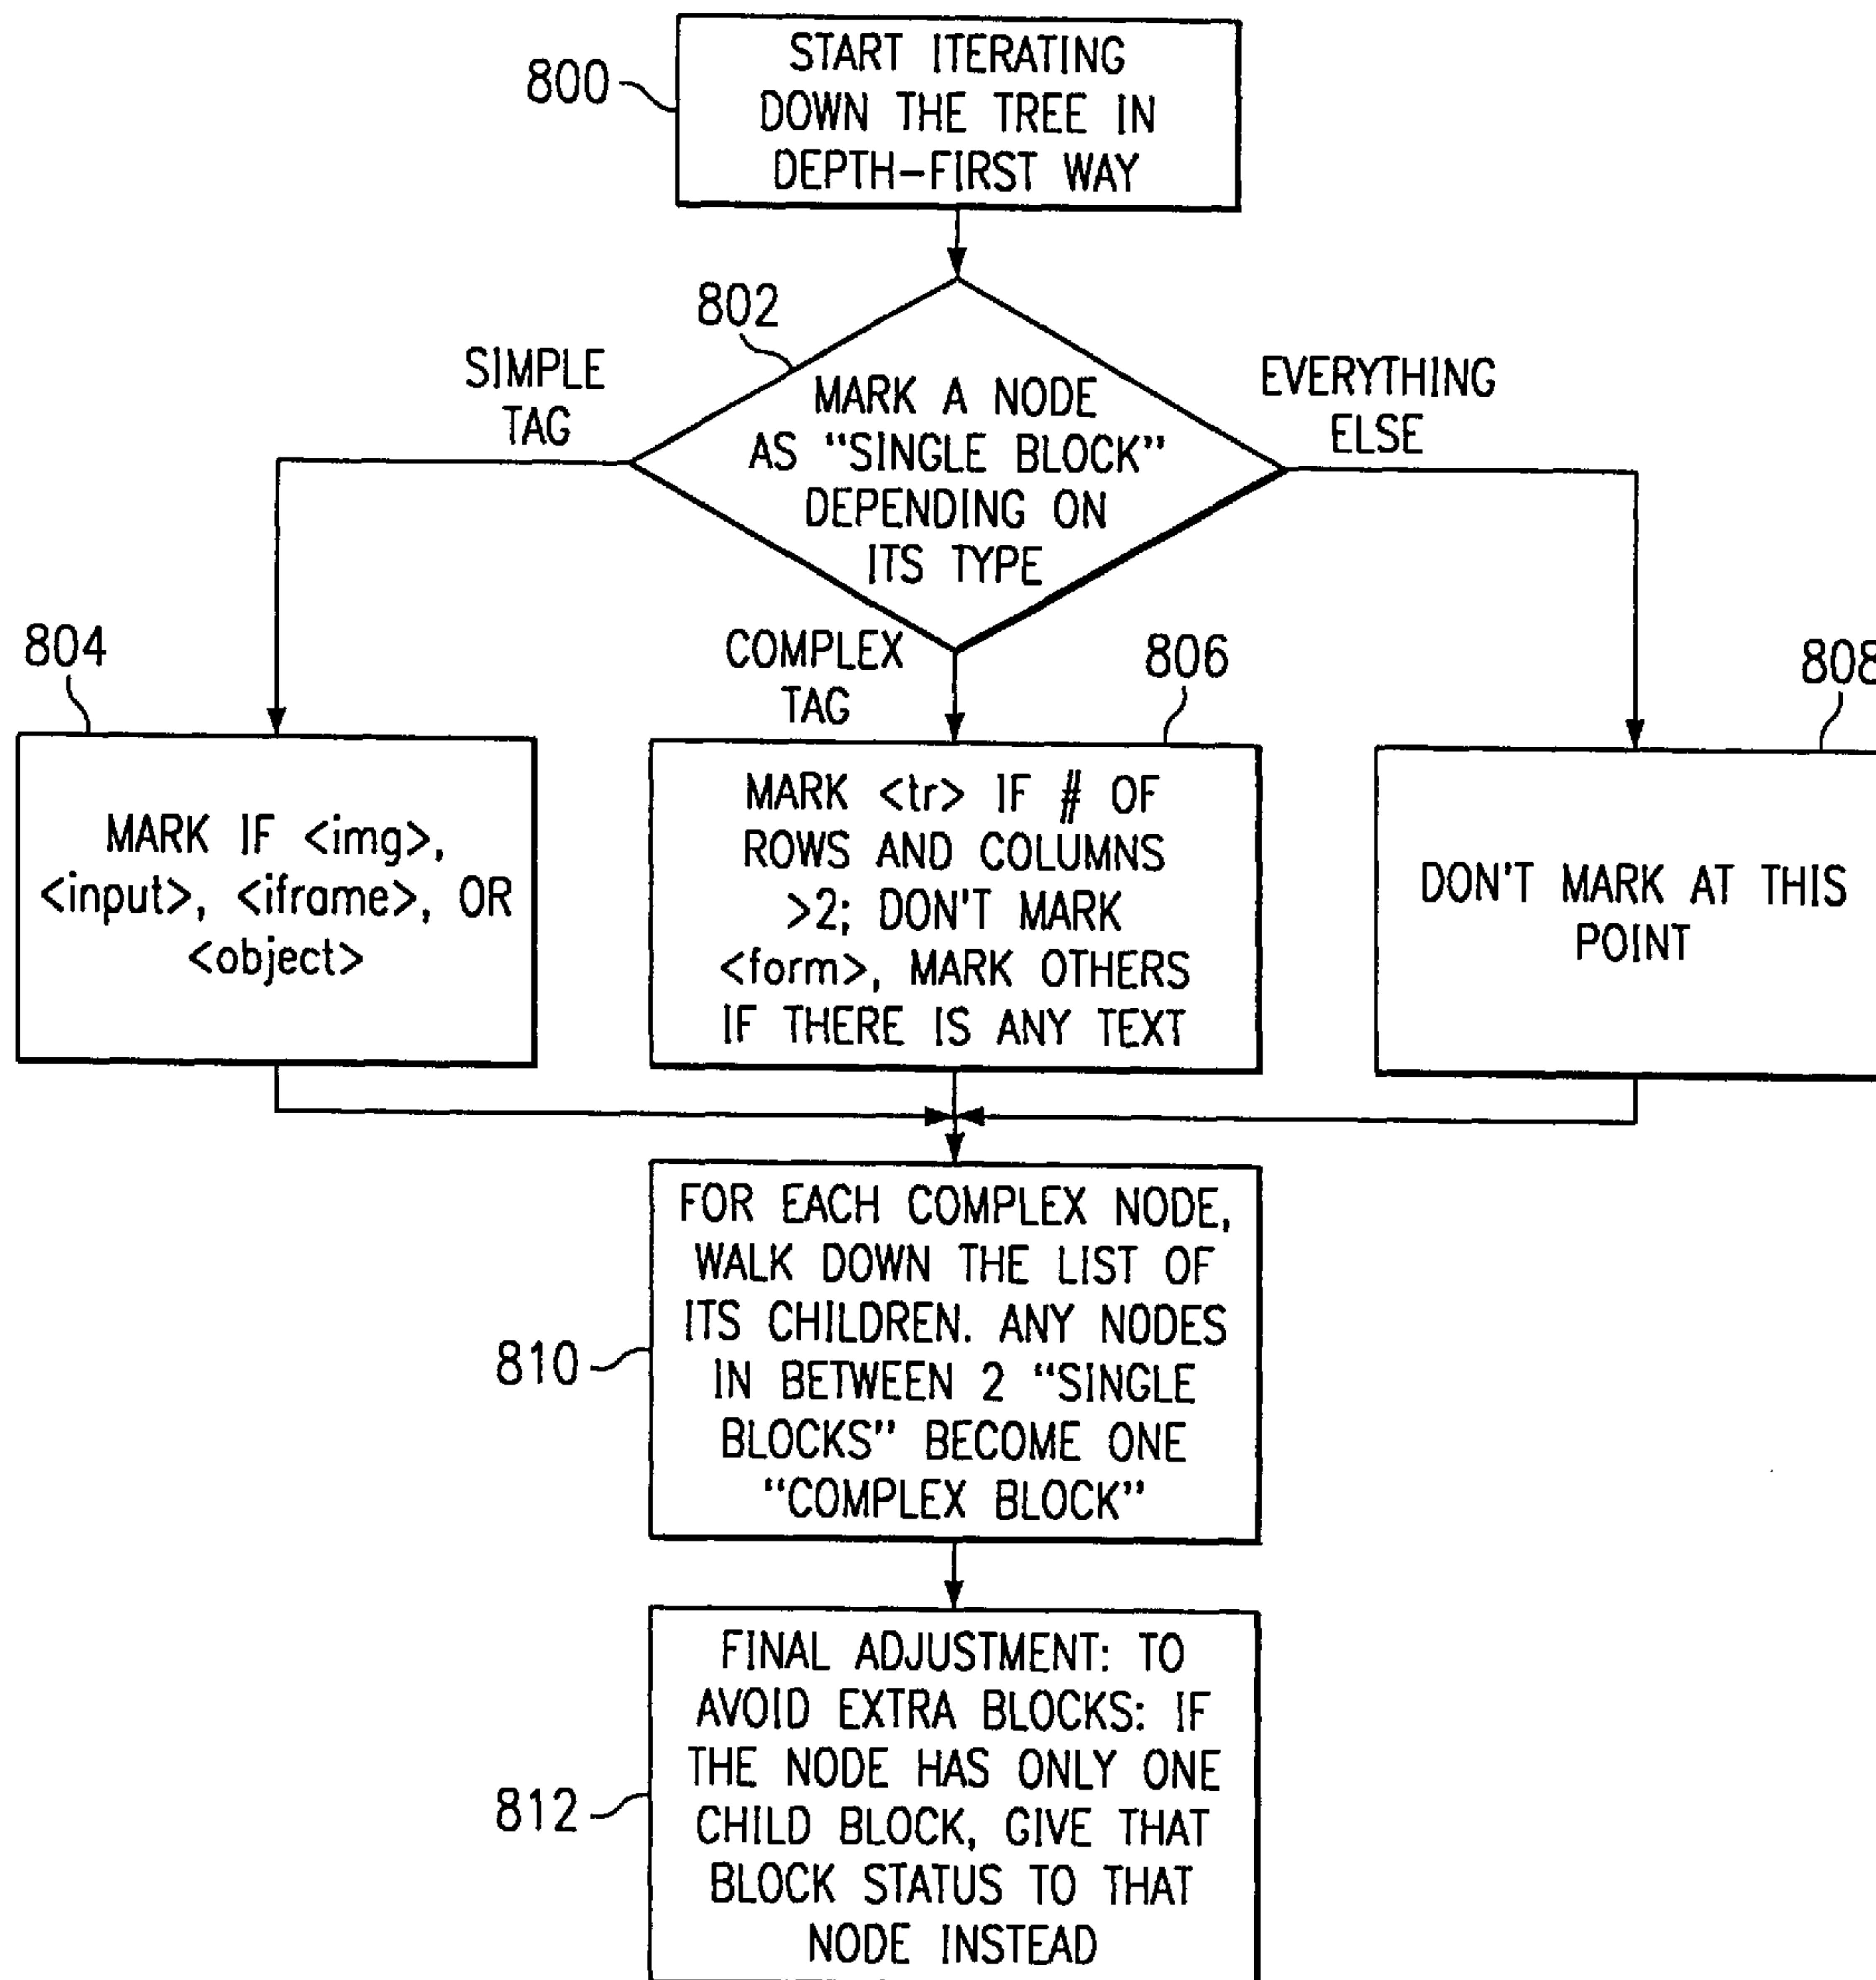 800
START ITERATING
DOWN THE TREE IN
DEPTH-FIRST WAY
802
SIMPLE
TAG
MARK A NODE
AS "SINGLE BLOCK"
DEPENDING ON
ITS TYPE
EVERYTHING
ELSE
COMPLEX
TAG
804
MARK IF <img>,
<input>, <iframe>, OR
<object>
806
MARK <tr> IF # OF
ROWS AND COLUMNS
>2; DON'T MARK
<form>, MARK OTHERS
IF THERE IS ANY TEXT
808
DON'T MARK AT THIS
POINT
810
FOR EACH COMPLEX NODE,
WALK DOWN THE LIST OF
ITS CHILDREN. ANY NODES
IN BETWEEN 2 "SINGLE
BLOCKS" BECOME ONE
"COMPLEX BLOCK"
812
FINAL ADJUSTMENT: TO
AVOID EXTRA BLOCKS: IF
THE NODE HAS ONLY ONE
CHILD BLOCK, GIVE THAT
BLOCK STATUS TO THAT
NODE INSTEAD